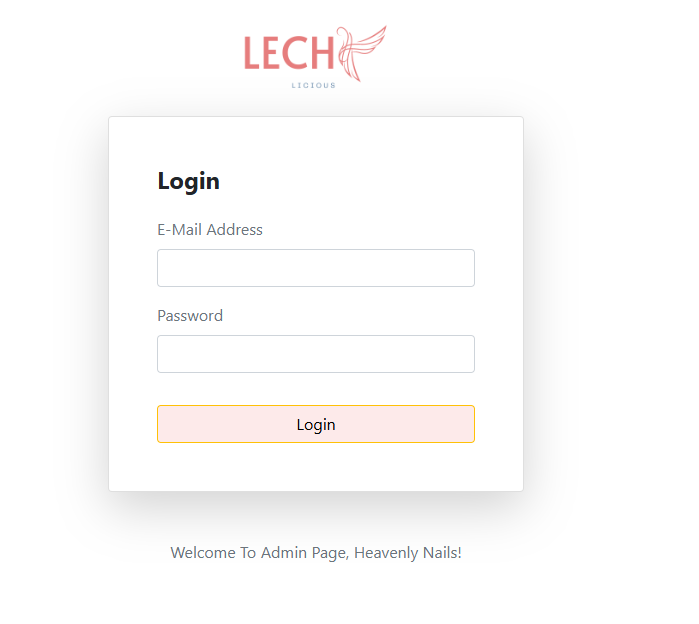 LECH
LICIOUS
Login
E-Mail Address
Password
Login
Welcome To Admin Page, Heavenly Nails!